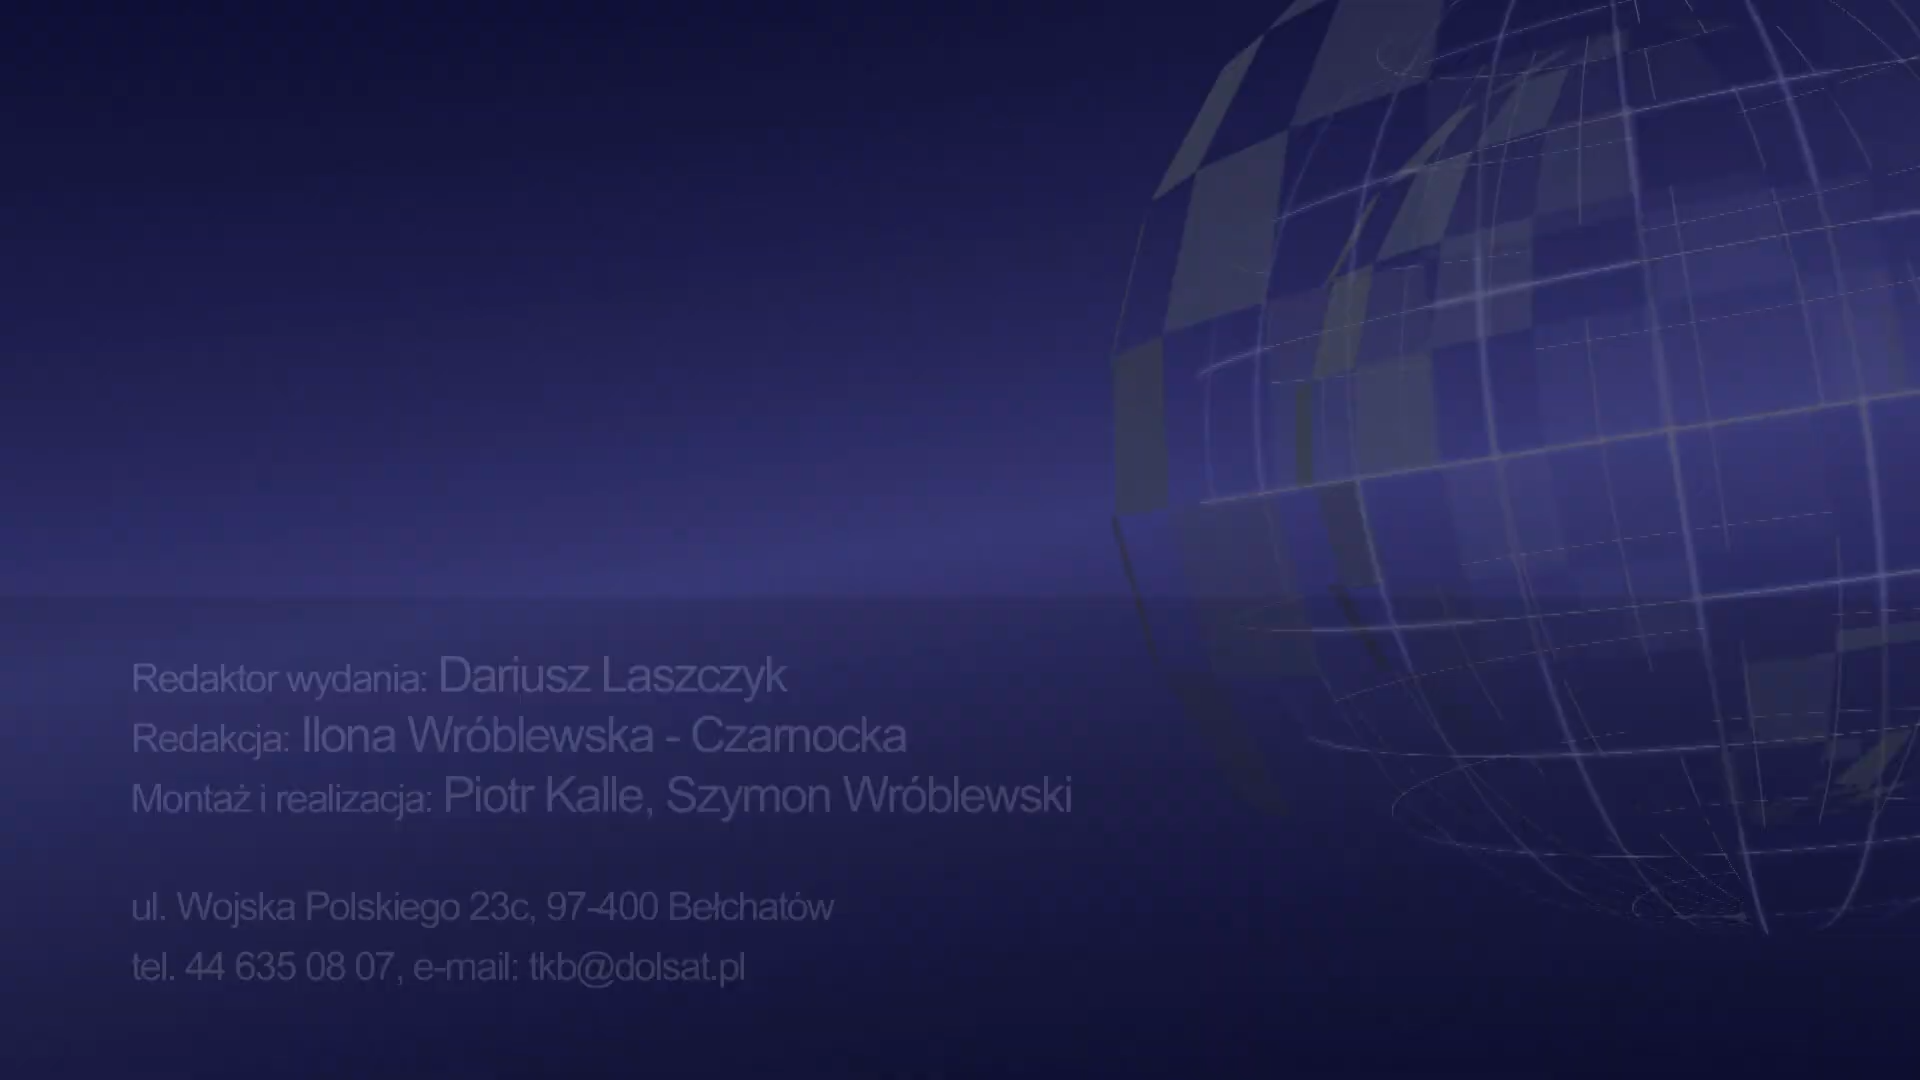 Redaktor wydania: Dariusz Laszczyk
Redakcja: Ilona Wróblewska - Czarnocka
Montaż i realizacja: Piotr Kalle, Szymon Wróblewski
ul. Wojska Polskiego 23c, 97-400 Bełchatów
tel. 44 635 08 07, e-mail: tkb@dolsat.pl